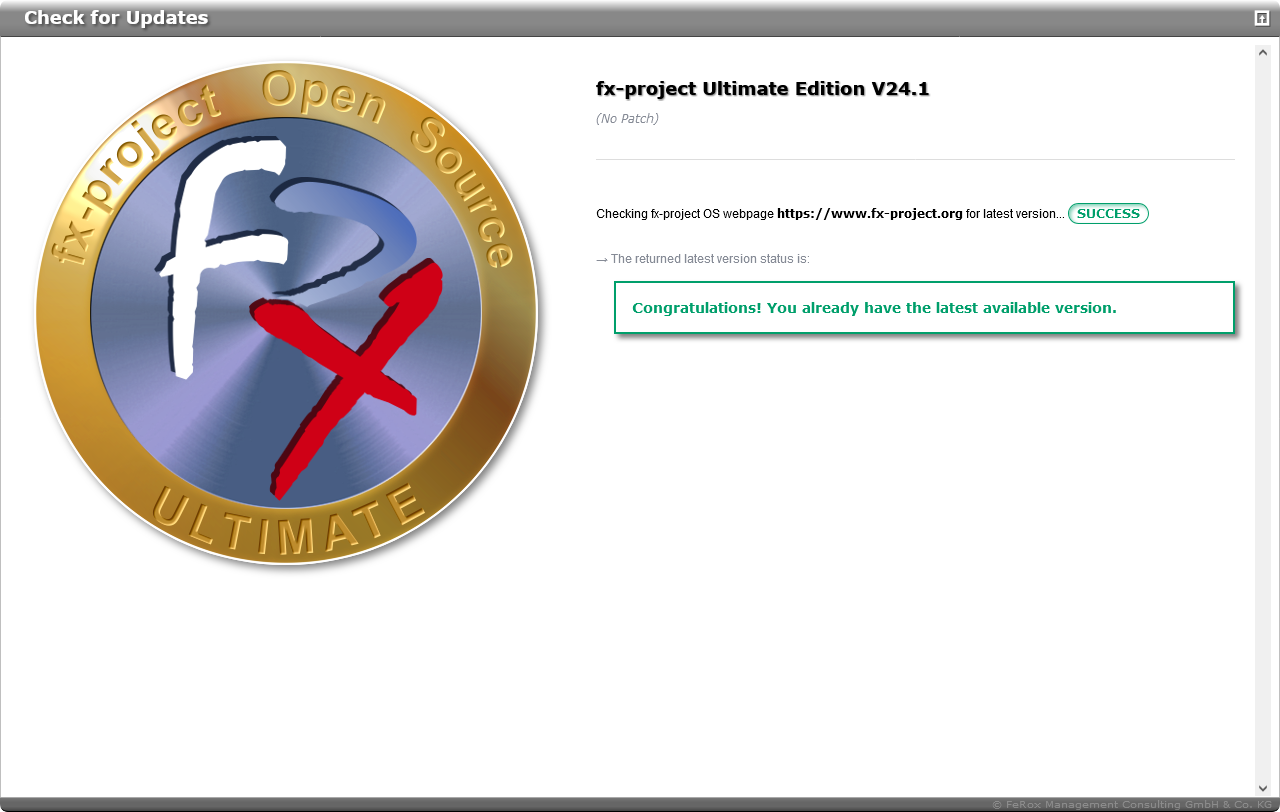 Check for Updates
fx-project Open Source
ULTIMATE
fx-project Ultimate Edition V24.1
(No Patch)
Checking fx-project OS webpage https://www.fx-project.org for latest version... SUCCESS
→ The returned latest version status is:
Congratulations! You already have the latest available version.
© FeRox Management Consulting GmbH & Co. KG